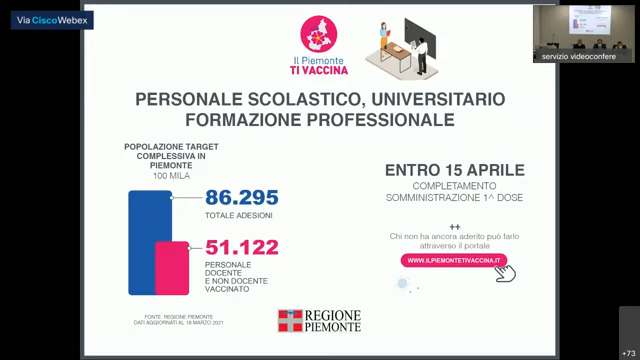 Via CiscoWebex
Il Piemonte
TI VACCINA
servizio videoconfere
PERSONALE SCOLASTICO, UNIVERSITARIO
FORMAZIONE PROFESSIONALE
POPOLAZIONE TARGET
COMPLESSIVA IN
PIEMONTE
100 MILA
86.295
TOTALE ADESIONI
51.122
PERSONALE
DOCENTE
E NON DOCENTE
VACCINATO
ENTRO 15 APRILE
COMPLETAMENTO
SOMMINISTRAZIONE 1^ DOSE
++
Chi non ha ancora aderito può farlo
attraverso il portale
WWW.ILPIEMONTETIVACCINA.IT
FONTE: REGIONE PIEMONTE
DATI AGGIORNATI AL 18 MARZO 2021
REGIONE
PIEMONTE
+73